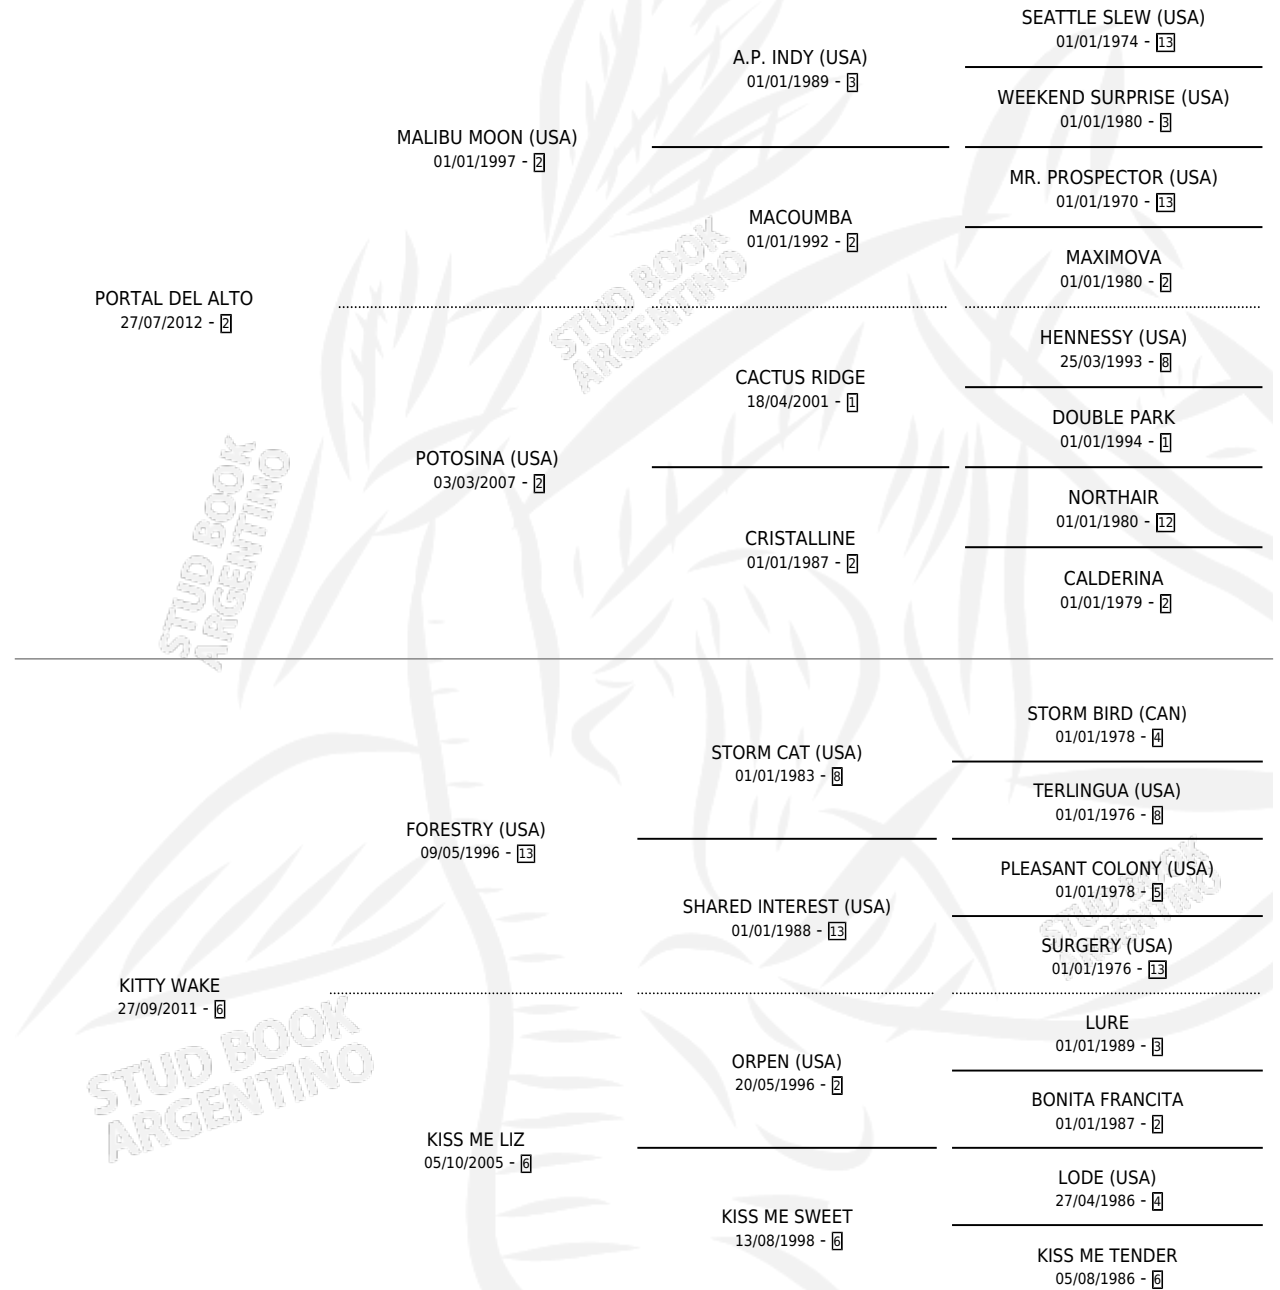 SEATTLE SLEW (USA)
01/01/1974 - 13
A.P. INDY (USA)
01/01/1989 - 3
WEEKEND SURPRISE (USA)
01/01/1980 - 3
MALIBU MOON (USA)
01/01/1997 - 2
MR. PROSPECTOR (USA)
01/01/1970 - 13
MACOUMBA
01/01/1992 - 2
MAXIMOVA
01/01/1980 - 2
PORTAL DEL ALTO
27/07/2012 - 2
STUD BOOK
ARGENTINO
HENNESSY (USA)
25/03/1993 - 8
CACTUS RIDGE
18/04/2001 - 1
DOUBLE PARK
01/01/1994 - 1
POTOSINA (USA)
03/03/2007 - 2
NORTHAIR
01/01/1980 - 12
CRISTALLINE
01/01/1987 - 2
CALDERINA
01/01/1979 - 2
STUD BOOK
ARGENTINO
STORM BIRD (CAN)
01/01/1978 - 4
STORM CAT (USA)
01/01/1983 - 8
TERLINGUA (USA)
01/01/1976 - 8
FORESTRY (USA)
09/05/1996 - 13
PLEASANT COLONY (USA)
01/01/1978 - 5
SHARED INTEREST (USA)
01/01/1988 - 13
STUD BOOK
ARGENTINO
SURGERY (USA)
01/01/1976 - 13
KITTY WAKE
27/09/2011 - 6
LURE
01/01/1989 - 3
ORPEN (USA)
20/05/1996 - 2
BONITA FRANCITA
01/01/1987 - 2
STUD BOOK
ARGENTINO
KISS ME LIZ
05/10/2005 - 6
LODE (USA)
27/04/1986 - 4
KISS ME SWEET
13/08/1998 - 6
KISS ME TENDER
05/08/1986 - 6